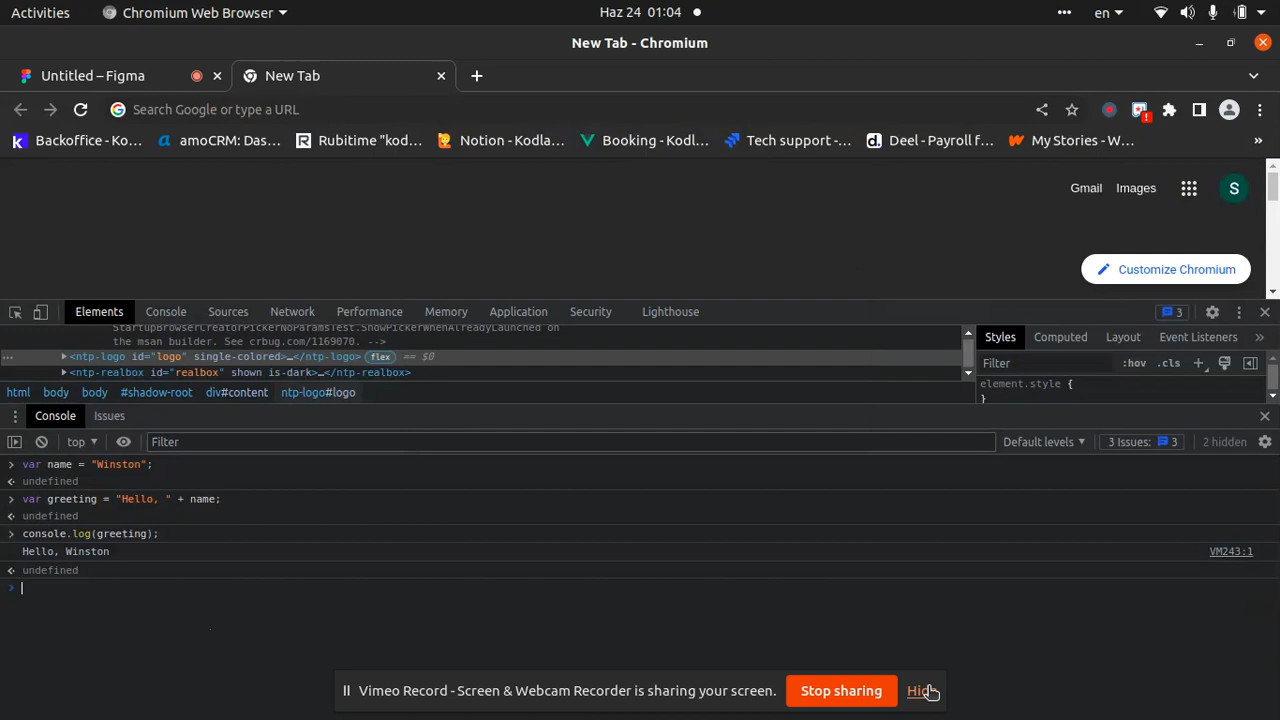 Activities Chromium Web Browser Haz 24 01:04 en
New Tab - Chromium
Untitled – Figma New Tab
Search Google or type a URL
Backoffice - Ko... amoCRM: Das... Rubitime "kod... Notion - Kodla... Booking - Kodl... Tech support -... Deel - Payroll f... My Stories - W... »
Gmail Images S
Customize Chromium
Elements Console Sources Network Performance Memory Application Security Lighthouse 3
StartupBrowserCreatorPickerNoParamsTest.ShowPickerWhenAlreadyLaunched on
the msan builder. See crbug.com/1169070. -->
<ntp-logo id="logo" single-colored>…</ntp-logo> flex == $0
<ntp-realbox id="realbox" shown is-dark>…</ntp-realbox>
Styles Computed Layout Event Listeners »
Filter :hov .cls
element.style {
}
html body body #shadow-root div#content ntp-logo#logo
Console Issues
top Filter Default levels 3 Issues: 3 2 hidden
var name = "Winston";
undefined
var greeting = "Hello, " + name;
undefined
console.log(greeting);
Hello, Winston VM243:1
undefined
Vimeo Record - Screen & Webcam Recorder is sharing your screen. Stop sharing